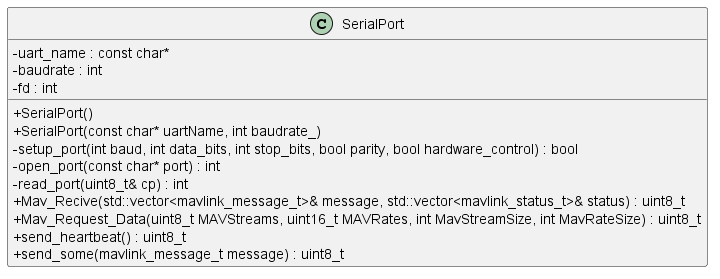 C SerialPort
-uart_name : const char*
-baudrate : int
-fd : int
+SerialPort()
+SerialPort(const char* uartName, int baudrate_)
-setup_port(int baud, int data_bits, int stop_bits, bool parity, bool hardware_control) : bool
-open_port(const char* port) : int
-read_port(uint8_t& cp) : int
+Mav_Recive(std::vector<mavlink_message_t>& message, std::vector<mavlink_status_t>& status) : uint8_t
+Mav_Request_Data(uint8_t MAVStreams, uint16_t MAVRates, int MavStreamSize, int MavRateSize) : uint8_t
+send_heartbeat() : uint8_t
+send_some(mavlink_message_t message) : uint8_t